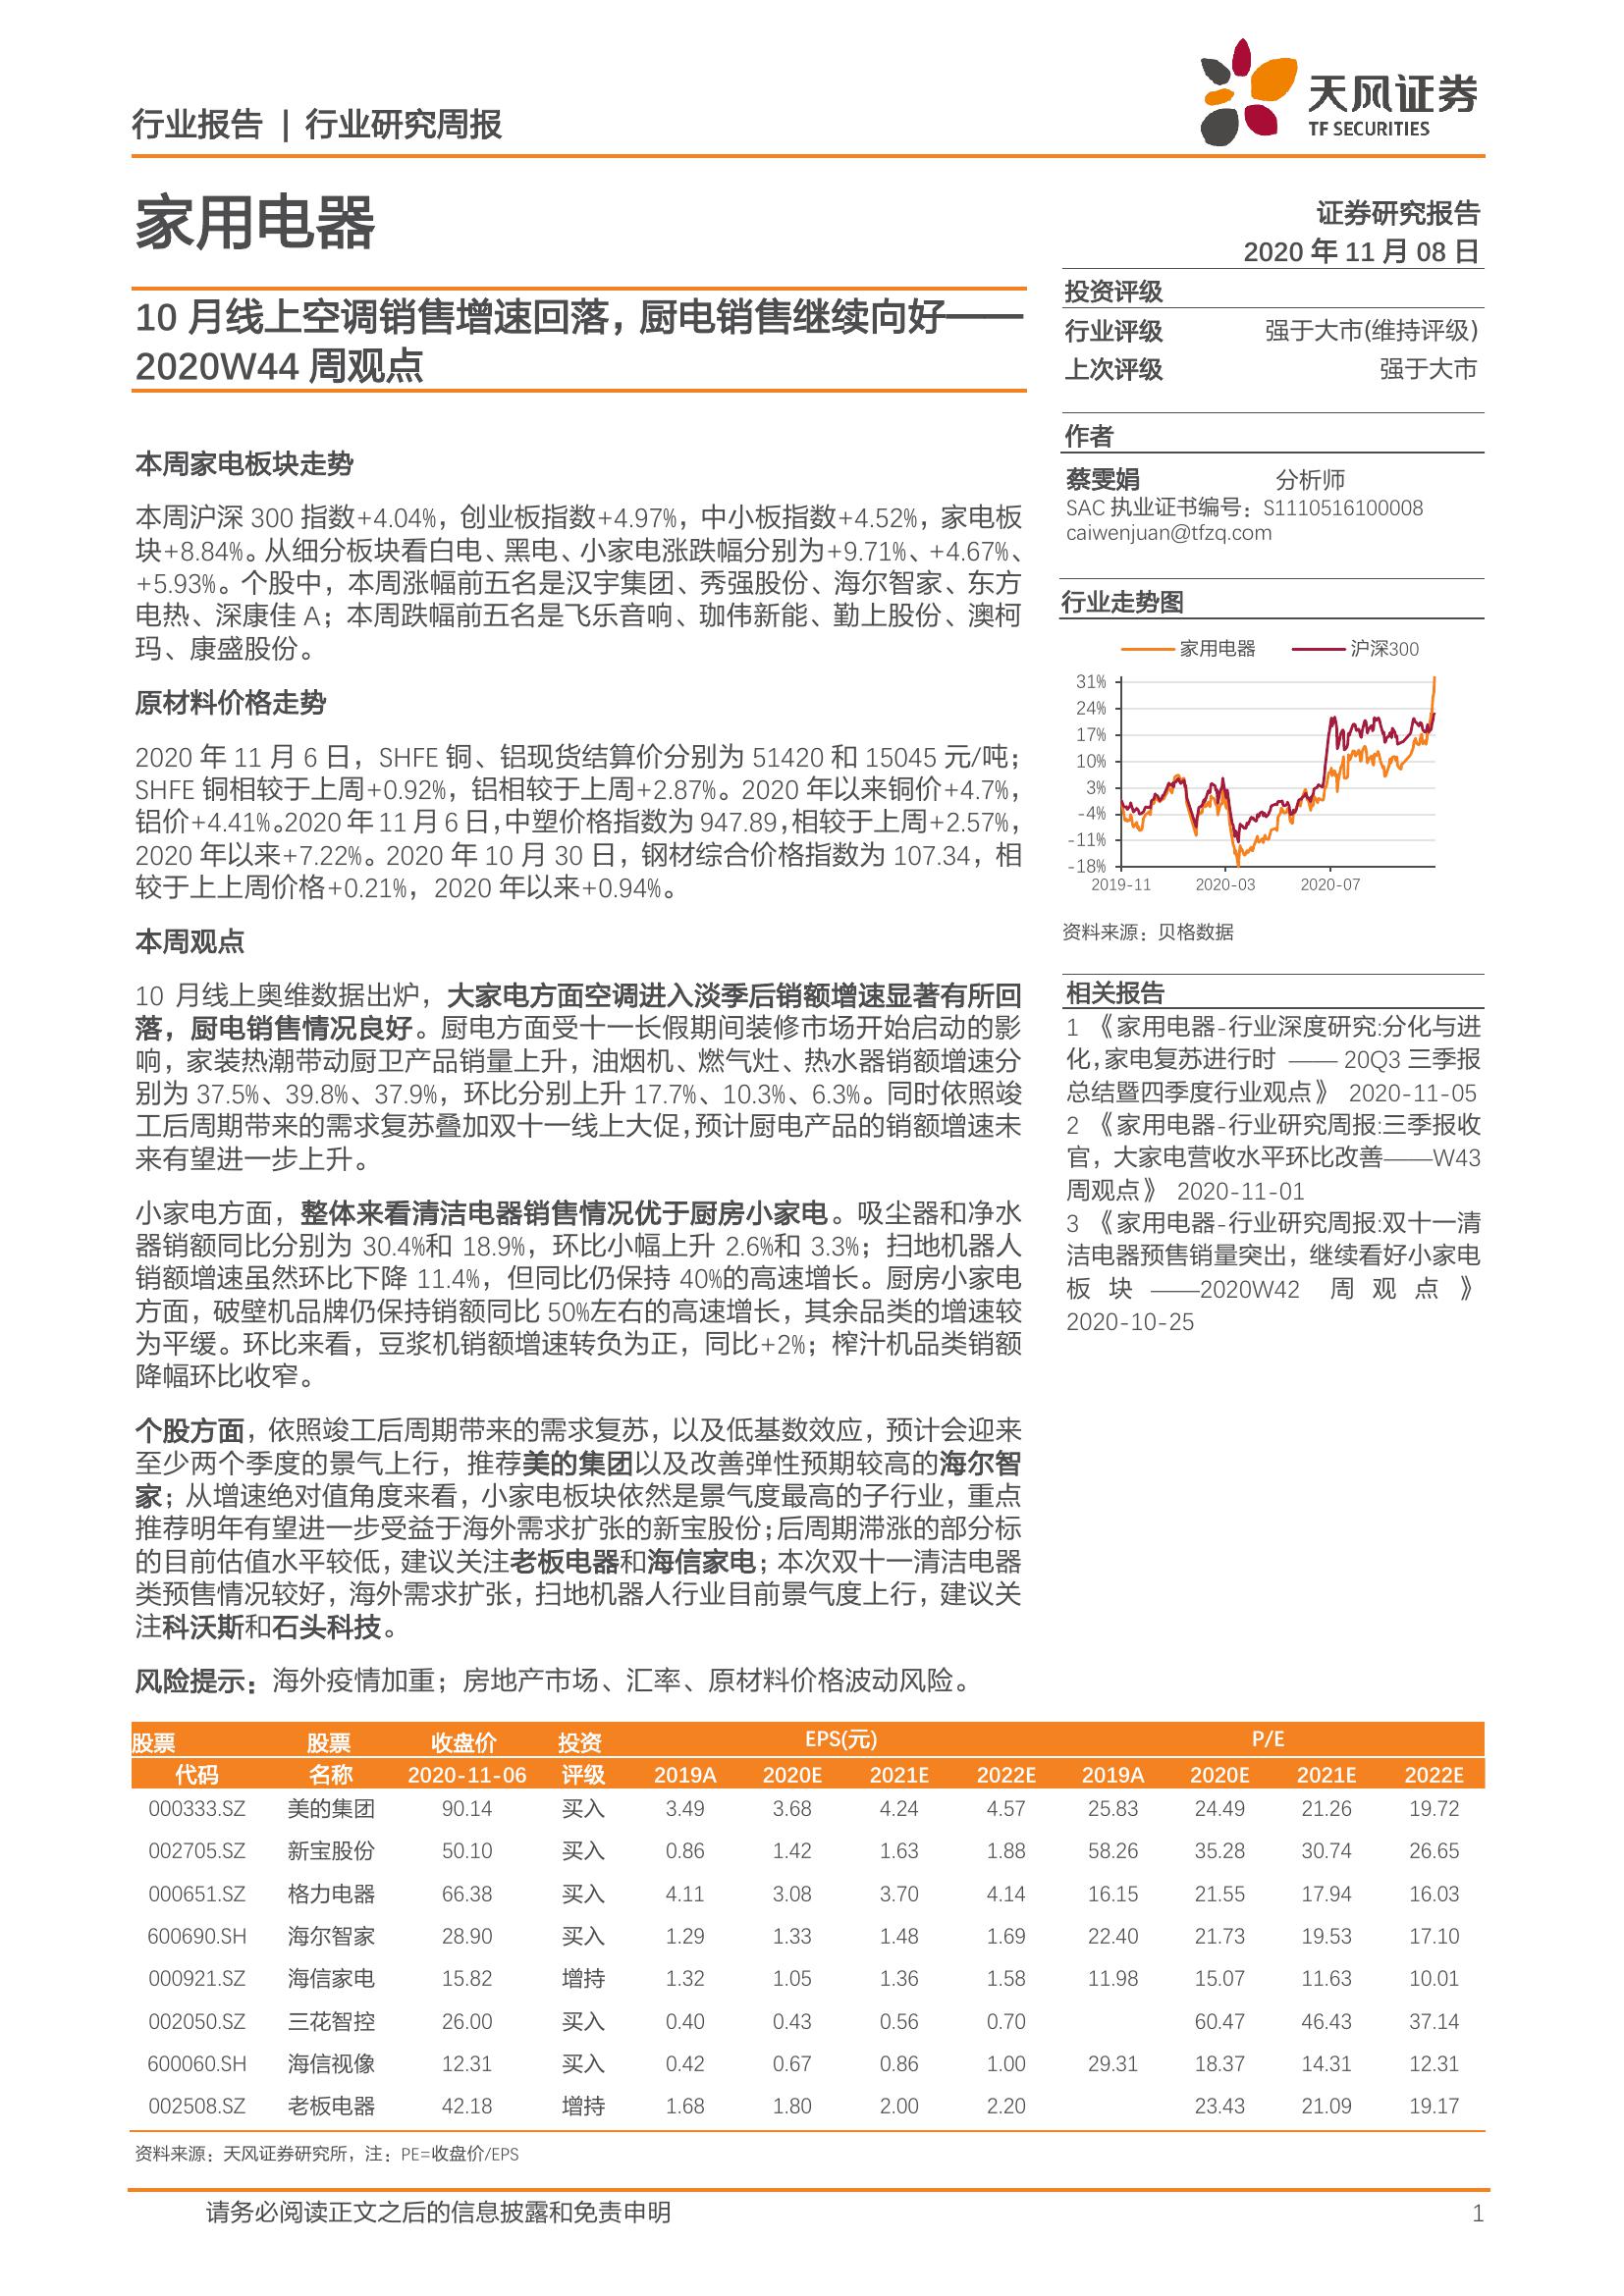 行业报告 | 行业研究周报
天风证券
TF SECURITIES
家用电器
证券研究报告
2020 年 11 月 08 日
10 月线上空调销售增速回落，厨电销售继续向好——
2020W44 周观点
投资评级
行业评级 强于大市(维持评级)
上次评级 强于大市
作者
蔡雯娟 分析师
SAC 执业证书编号：S1110516100008
caiwenjuan@tfzq.com
行业走势图
家用电器 沪深300
31%
24%
17%
10%
3%
-4%
-11%
-18%
2019-11 2020-03 2020-07
资料来源：贝格数据
相关报告
1 《家用电器-行业深度研究:分化与进
化,家电复苏进行时 —— 20Q3 三季报
总结暨四季度行业观点》 2020-11-05
2 《家用电器-行业研究周报:三季报收
官，大家电营收水平环比改善——W43
周观点》 2020-11-01
3 《家用电器-行业研究周报:双十一清
洁电器预售销量突出，继续看好小家电
板块——2020W42 周观点》
2020-10-25
本周家电板块走势
本周沪深 300 指数+4.04%，创业板指数+4.97%，中小板指数+4.52%，家电板
块+8.84%。从细分板块看白电、黑电、小家电涨跌幅分别为+9.71%、+4.67%、
+5.93%。个股中，本周涨幅前五名是汉宇集团、秀强股份、海尔智家、东方
电热、深康佳 A；本周跌幅前五名是飞乐音响、珈伟新能、勤上股份、澳柯
玛、康盛股份。
原材料价格走势
2020 年 11 月 6 日，SHFE 铜、铝现货结算价分别为 51420 和 15045 元/吨；
SHFE 铜相较于上周+0.92%，铝相较于上周+2.87%。2020 年以来铜价+4.7%，
铝价+4.41%。2020 年 11 月 6 日，中塑价格指数为 947.89，相较于上周+2.57%，
2020 年以来+7.22%。2020 年 10 月 30 日，钢材综合价格指数为 107.34，相
较于上上周价格+0.21%，2020 年以来+0.94%。
本周观点
10 月线上奥维数据出炉，大家电方面空调进入淡季后销额增速显著有所回
落，厨电销售情况良好。厨电方面受十一长假期间装修市场开始启动的影
响，家装热潮带动厨卫产品销量上升，油烟机、燃气灶、热水器销额增速分
别为 37.5%、39.8%、37.9%，环比分别上升 17.7%、10.3%、6.3%。同时依照竣
工后周期带来的需求复苏叠加双十一线上大促，预计厨电产品的销额增速未
来有望进一步上升。
小家电方面，整体来看清洁电器销售情况优于厨房小家电。吸尘器和净水
器销额同比分别为 30.4%和 18.9%，环比小幅上升 2.6%和 3.3%；扫地机器人
销额增速虽然环比下降 11.4%，但同比仍保持 40%的高速增长。厨房小家电
方面，破壁机品牌仍保持销额同比 50%左右的高速增长，其余品类的增速较
为平缓。环比来看，豆浆机销额增速转负为正，同比+2%；榨汁机品类销额
降幅环比收窄。
个股方面，依照竣工后周期带来的需求复苏，以及低基数效应，预计会迎来
至少两个季度的景气上行，推荐美的集团以及改善弹性预期较高的海尔智
家；从增速绝对值角度来看，小家电板块依然是景气度最高的子行业，重点
推荐明年有望进一步受益于海外需求扩张的新宝股份；后周期滞涨的部分标
的目前估值水平较低，建议关注老板电器和海信家电；本次双十一清洁电器
类预售情况较好，海外需求扩张，扫地机器人行业目前景气度上行，建议关
注科沃斯和石头科技。
风险提示：海外疫情加重；房地产市场、汇率、原材料价格波动风险。
股票 股票 收盘价 投资 EPS(元) P/E
代码 名称 2020-11-06 评级 2019A 2020E 2021E 2022E 2019A 2020E 2021E 2022E
000333.SZ 美的集团 90.14 买入 3.49 3.68 4.24 4.57 25.83 24.49 21.26 19.72
002705.SZ 新宝股份 50.10 买入 0.86 1.42 1.63 1.88 58.26 35.28 30.74 26.65
000651.SZ 格力电器 66.38 买入 4.11 3.08 3.70 4.14 16.15 21.55 17.94 16.03
600690.SH 海尔智家 28.90 买入 1.29 1.33 1.48 1.69 22.40 21.73 19.53 17.10
000921.SZ 海信家电 15.82 增持 1.32 1.05 1.36 1.58 11.98 15.07 11.63 10.01
002050.SZ 三花智控 26.00 买入 0.40 0.43 0.56 0.70 60.47 46.43 37.14
600060.SH 海信视像 12.31 买入 0.42 0.67 0.86 1.00 29.31 18.37 14.31 12.31
002508.SZ 老板电器 42.18 增持 1.68 1.80 2.00 2.20 23.43 21.09 19.17
资料来源：天风证券研究所，注：PE=收盘价/EPS
请务必阅读正文之后的信息披露和免责申明 1